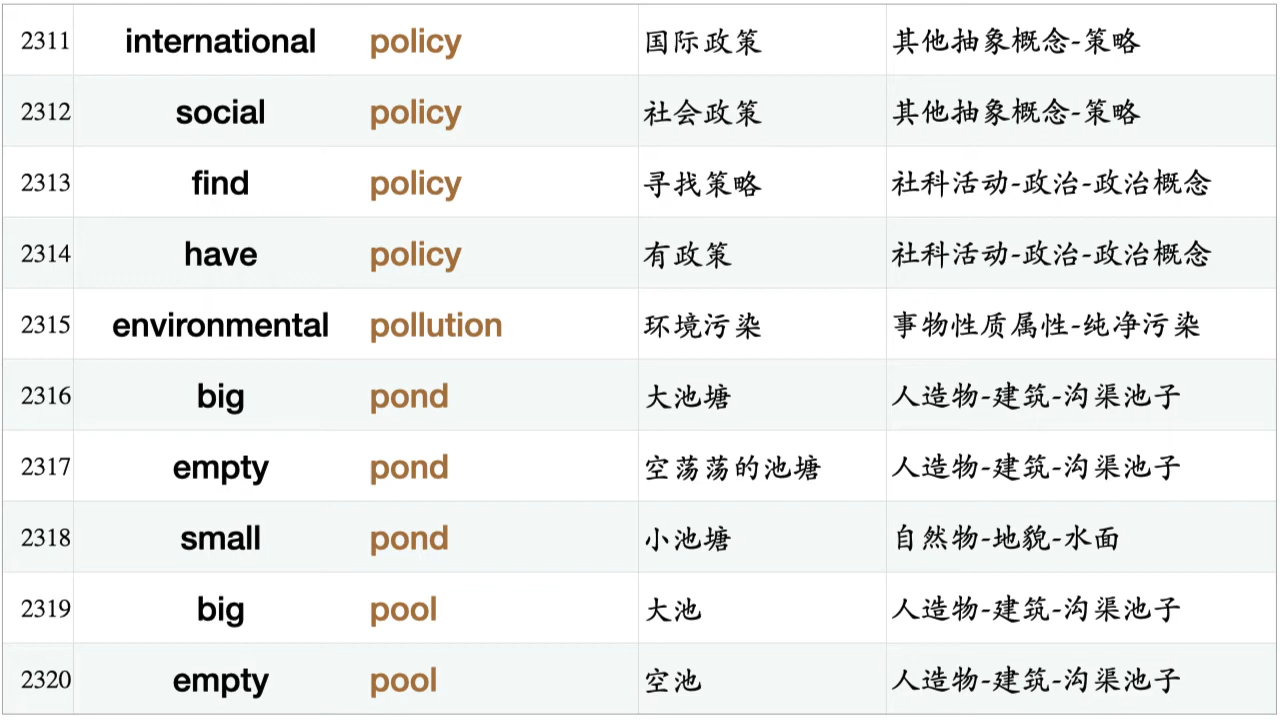 2311 international policy 国际政策 其他抽象概念-策略
2312 social policy 社会政策 其他抽象概念-策略
2313 find policy 寻找策略 社科活动-政治-政治概念
2314 have policy 有政策 社科活动-政治-政治概念
2315 environmental pollution 环境污染 事物性质属性-纯净污染
2316 big pond 大池塘 人造物-建筑-沟渠池子
2317 empty pond 空荡荡的池塘 人造物-建筑-沟渠池子
2318 small pond 小池塘 自然物-地貌-水面
2319 big pool 大池 人造物-建筑-沟渠池子
2320 empty pool 空池 人造物-建筑-沟渠池子